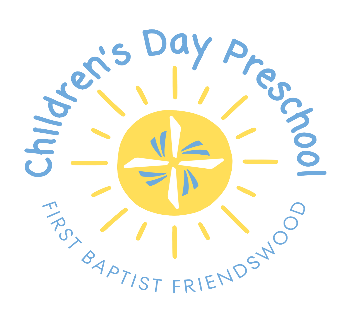 Children's Day Preschool
FIRST BAPTIST FRIENDSWOOD